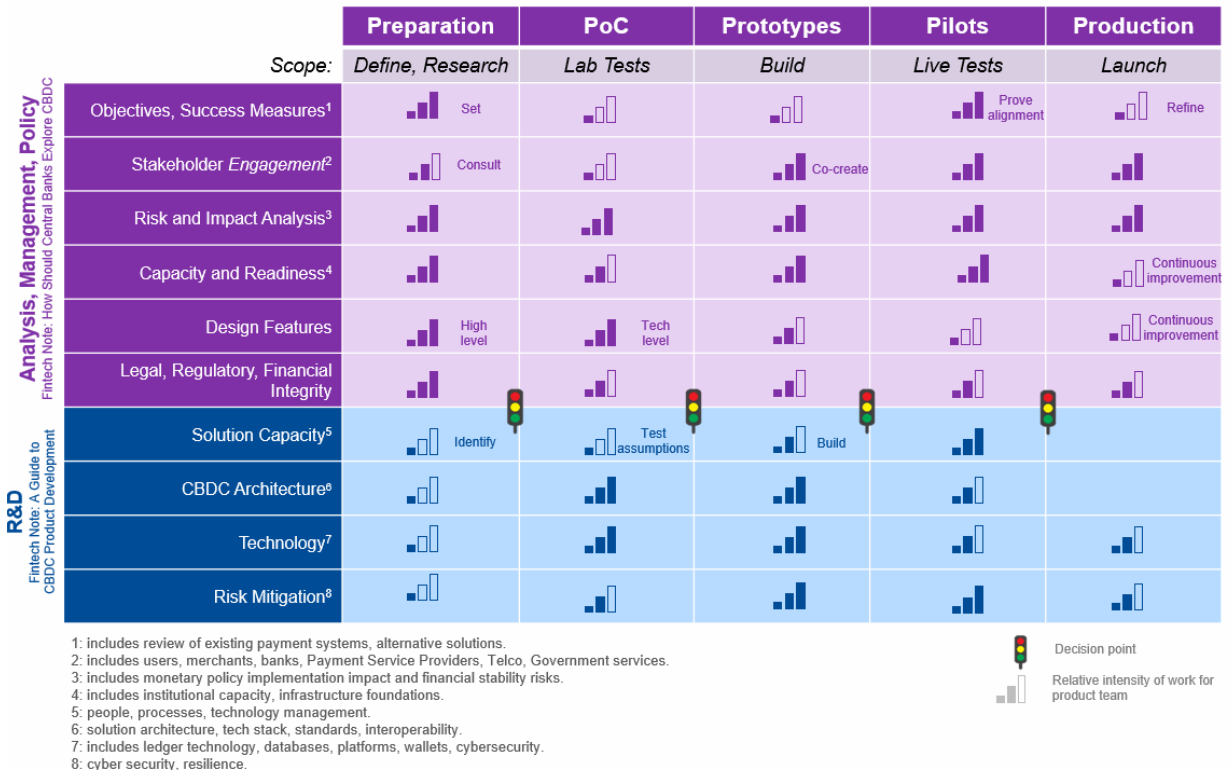 Preparation PoC Prototypes Pilots Production
Scope: Define, Research Lab Tests Build Live Tests Launch
Analysis, Management, Policy
Fintech Note: How Should Central Banks Explore CBDC
Objectives, Success Measures1 Set Prove alignment Refine
Stakeholder Engagement2 Consult Co-create
Risk and Impact Analysis3
Capacity and Readiness4 Continuous improvement
Design Features High level Tech level Continuous improvement
Legal, Regulatory, Financial
Integrity
R&D
Fintech Note: A Guide to
CBDC Product Development
Solution Capacity5 Identify Test assumptions Build
CBDC Architecture6
Technology7
Risk Mitigation8
1: includes review of existing payment systems, alternative solutions.
2: includes users, merchants, banks, Payment Service Providers, Telco, Government services.
3: includes monetary policy implementation impact and financial stability risks.
4: includes institutional capacity, infrastructure foundations.
5: people, processes, technology management.
6: solution architecture, tech stack, standards, interoperability.
7: includes ledger technology, databases, platforms, wallets, cybersecurity.
8: cyber security, resilience.
Decision point
Relative intensity of work for
product team